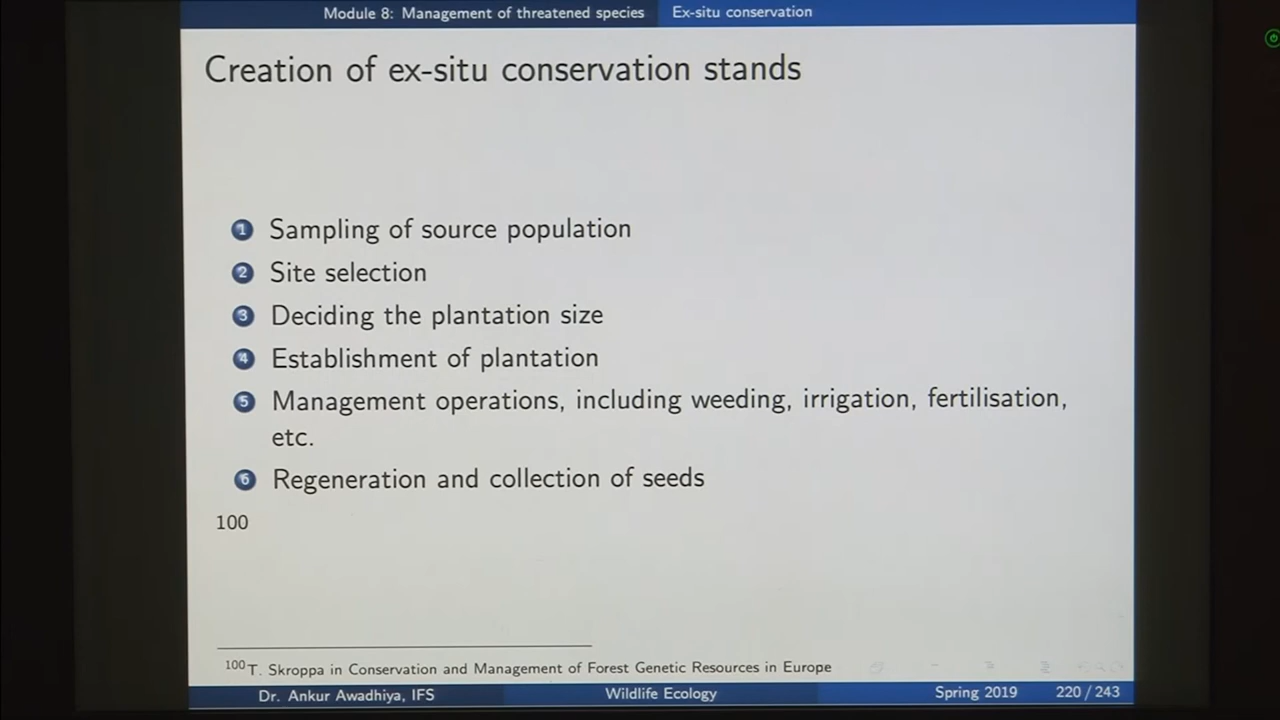 Module 8: Management of threatened species Ex-situ conservation
Creation of ex-situ conservation stands
1 Sampling of source population
2 Site selection
3 Deciding the plantation size
4 Establishment of plantation
5 Management operations, including weeding, irrigation, fertilisation,
etc.
6 Regeneration and collection of seeds
100
100 T. Skroppa in Conservation and Management of Forest Genetic Resources in Europe
Dr. Ankur Awadhiya, IFS Wildlife Ecology Spring 2019 220 / 243